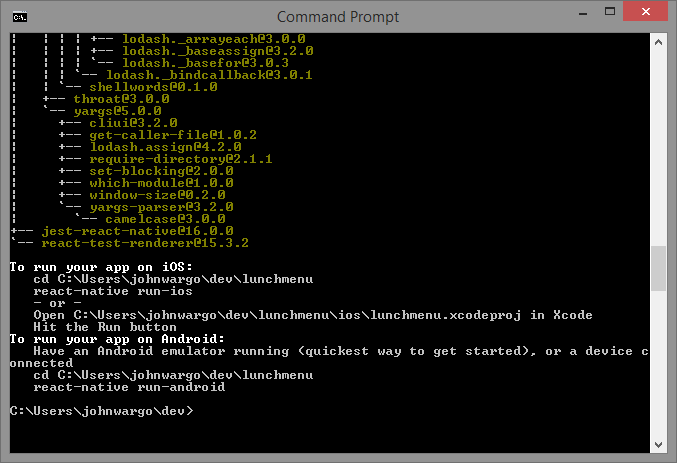 Command Prompt
| | | | +-- lodash._arrayeach@3.0.0
| | | | +-- lodash._baseassign@3.2.0
| | | | `-- lodash._basefor@3.0.3
| | | `-- lodash._bindcallback@3.0.1
| | `-- shellwords@0.1.0
| +-- throat@3.0.0
| `-- yargs@5.0.0
|   +-- cliui@3.2.0
|   +-- get-caller-file@1.0.2
|   +-- lodash.assign@4.2.0
|   +-- require-directory@2.1.1
|   +-- set-blocking@2.0.0
|   +-- which-module@1.0.0
|   +-- window-size@0.2.0
|   `-- yargs-parser@3.2.0
|     `-- camelcase@3.0.0
+-- jest-react-native@16.0.0
`-- react-test-renderer@15.3.2
To run your app on iOS:
   cd C:\Users\johnwargo\dev\lunchmenu
   react-native run-ios
   - or -
   Open C:\Users\johnwargo\dev\lunchmenu\ios\lunchmenu.xcodeproj in Xcode
   Hit the Run button
To run your app on Android:
   Have an Android emulator running (quickest way to get started), or a device c
onnected
   cd C:\Users\johnwargo\dev\lunchmenu
   react-native run-android
C:\Users\johnwargo\dev>